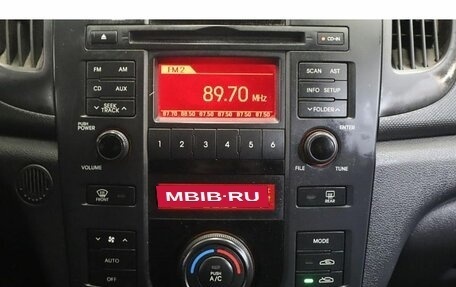 CD-IN
FM2
89.70 MHz
87.70 88.50 87.50 87.50 87.50 87.50
FM AM
CD AUX
SEEK TRACK
SCAN AST
INFO SETUP
FOLDER
PUSH POWER
VOLUME
1 2 3 4 5 6
ENTER
FILE TUNE
MBIB-RU
FRONT
REAR
AUTO
OFF
PUSH
A/C
MODE